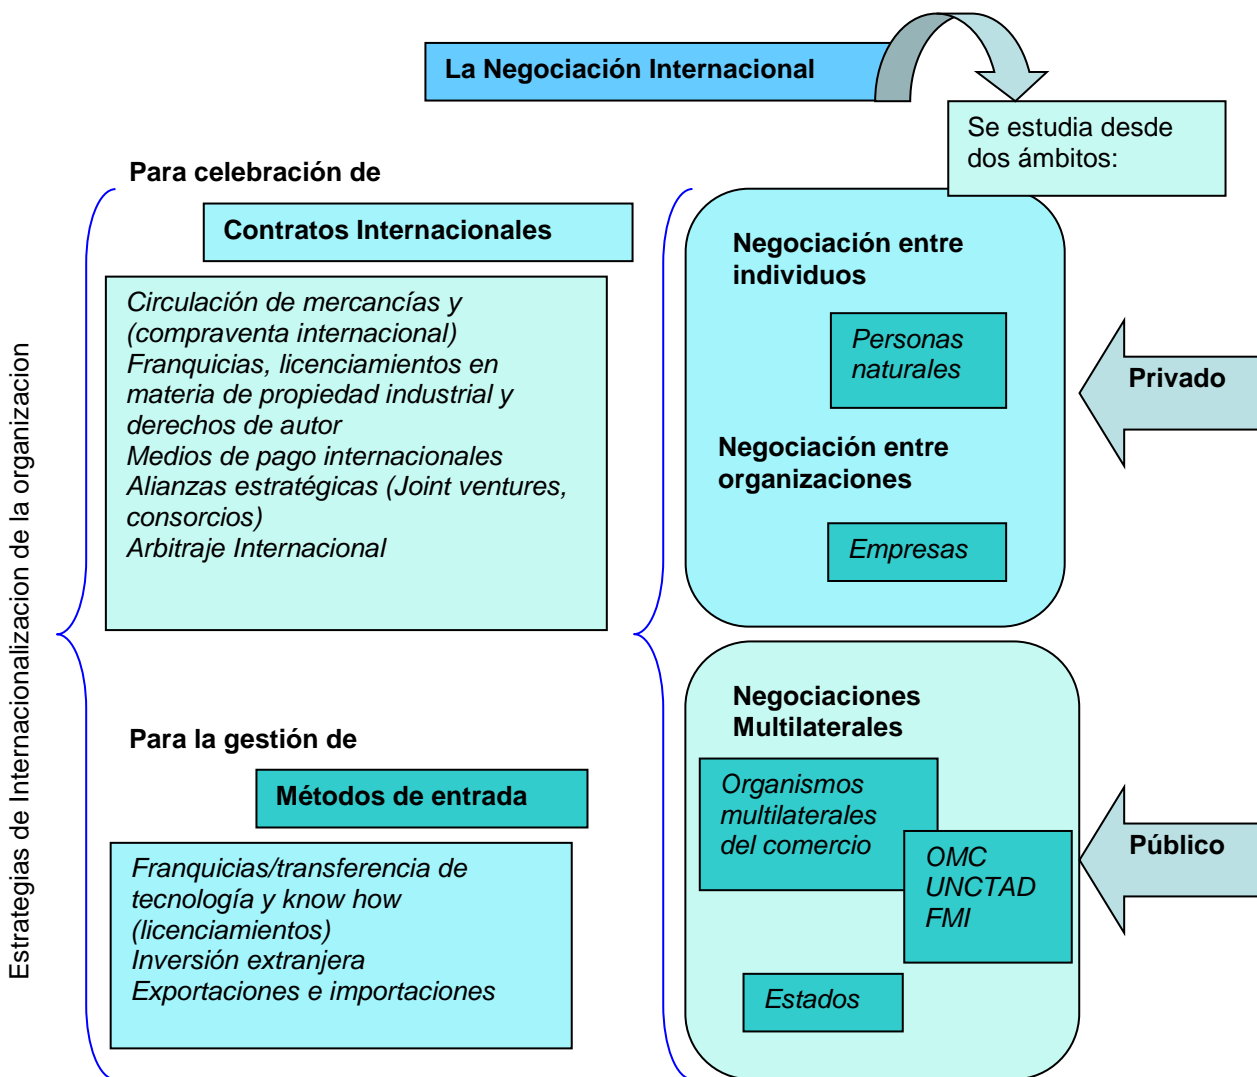 La Negociación Internacional
Se estudia desde
dos ámbitos:
Estrategias de Internacionalizacion de la organizacion
Para celebración de
Contratos Internacionales
Circulación de mercancías y
(compraventa internacional)
Franquicias, licenciamientos en
materia de propiedad industrial y
derechos de autor
Medios de pago internacionales
Alianzas estratégicas (Joint ventures,
consorcios)
Arbitraje Internacional
Para la gestión de
Métodos de entrada
Franquicias/transferencia de
tecnología y know how
(licenciamientos)
Inversión extranjera
Exportaciones e importaciones
Negociación entre
individuos
Personas
naturales
Negociación entre
organizaciones
Empresas
Privado
Negociaciones
Multilaterales
Organismos
multilaterales
del comercio
OMC
UNCTAD
FMI
Estados
Público